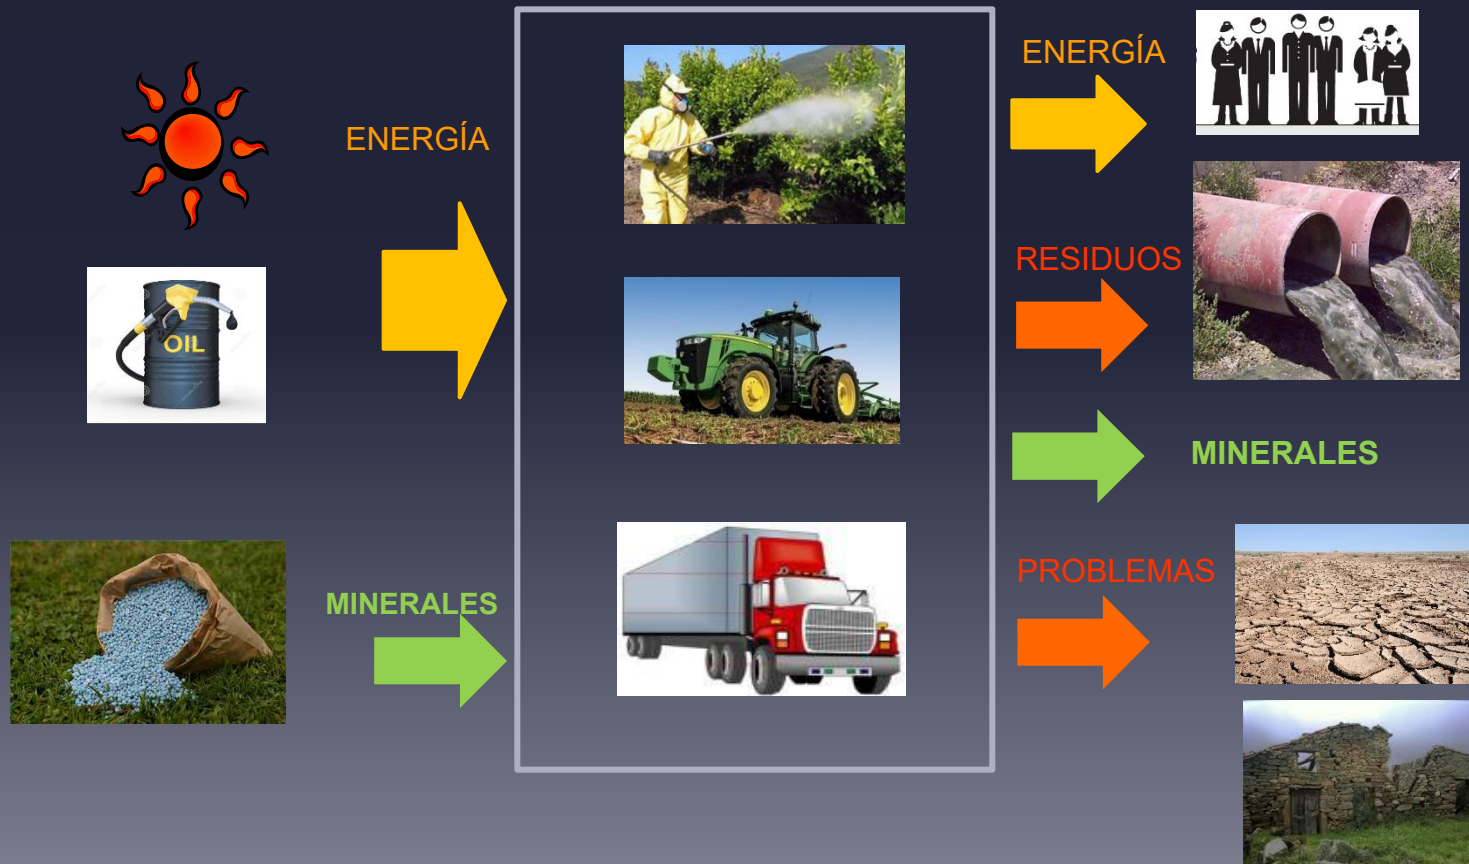 ENERGÍA
OIL
MINERALES
ENERGÍA
RESIDUOS
MINERALES
PROBLEMAS